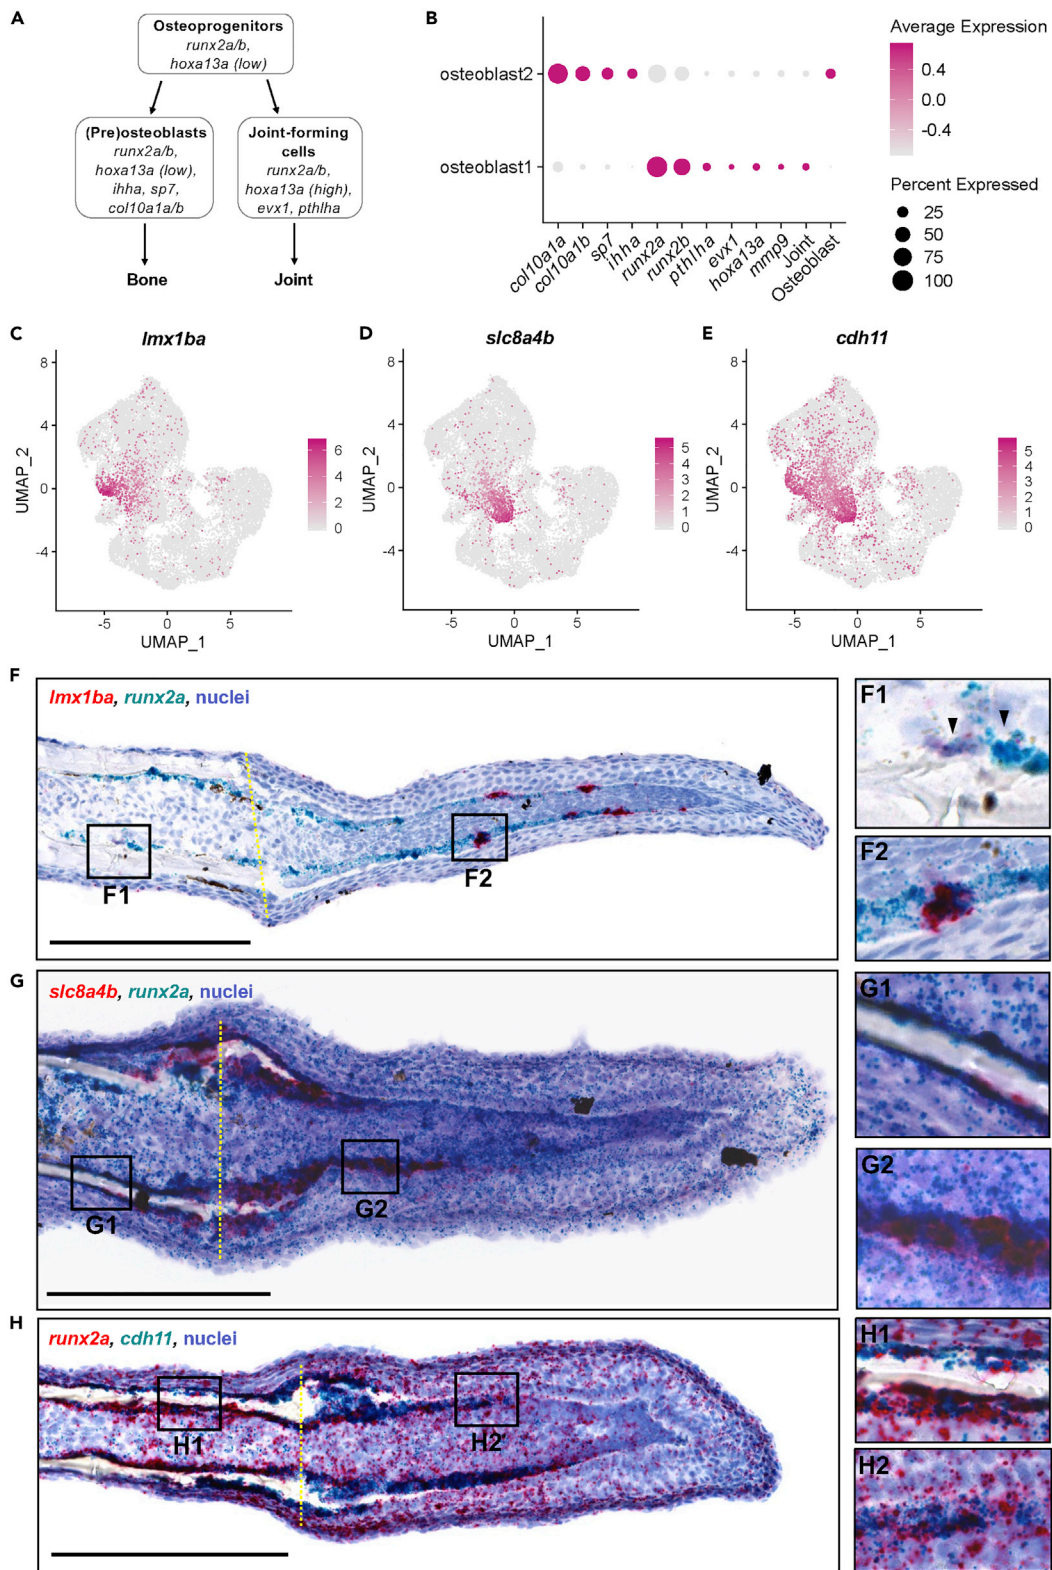 A
Osteoprogenitors
runx2a/b,
hoxa13a (low)
(Pre)osteoblasts
runx2a/b,
hoxa13a (low),
ihha, sp7,
col10a1a/b
Joint-forming
cells
runx2a/b,
hoxa13a (high),
evx1, pthlha
Bone
Joint
B
osteoblast2
osteoblast1
col10a1a
col10a1b
sp7
ihha
runx2a
runx2b
pthlha
evx1
hoxa13a
mmp9
Joint
Osteoblast
Average Expression
0.4
0.0
-0.4
Percent Expressed
25
50
75
100
C
lmx1ba
8
4
0
-4
UMAP_2
-5
0
5
UMAP_1
6
4
2
0
D
slc8a4b
8
4
0
-4
UMAP_2
-5
0
5
UMAP_1
5
4
3
2
1
0
E
cdh11
8
4
0
-4
UMAP_2
-5
0
5
UMAP_1
5
4
3
2
1
0
F
lmx1ba, runx2a, nuclei
F1
F2
F1
F2
G
slc8a4b, runx2a, nuclei
G1
G2
G1
G2
H
runx2a, cdh11, nuclei
H1
H2
H1
H2